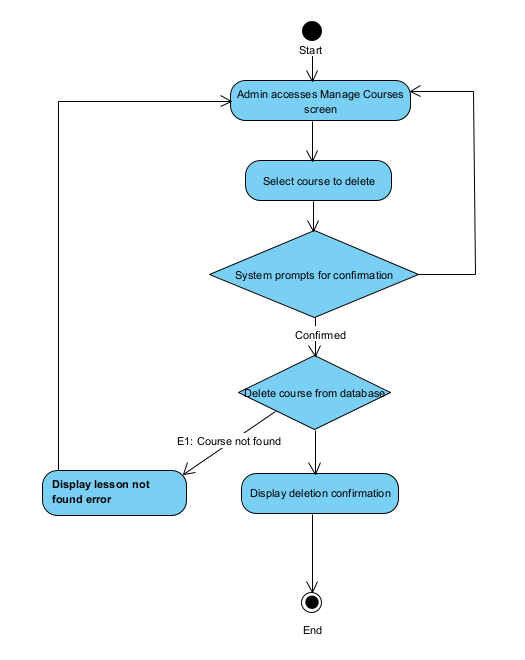 Start
Admin accesses Manage Courses
screen
Select course to delete
System prompts for confirmation
Confirmed
Delete course from database
E1: Course not found
Display lesson not
found error
Display deletion confirmation
End